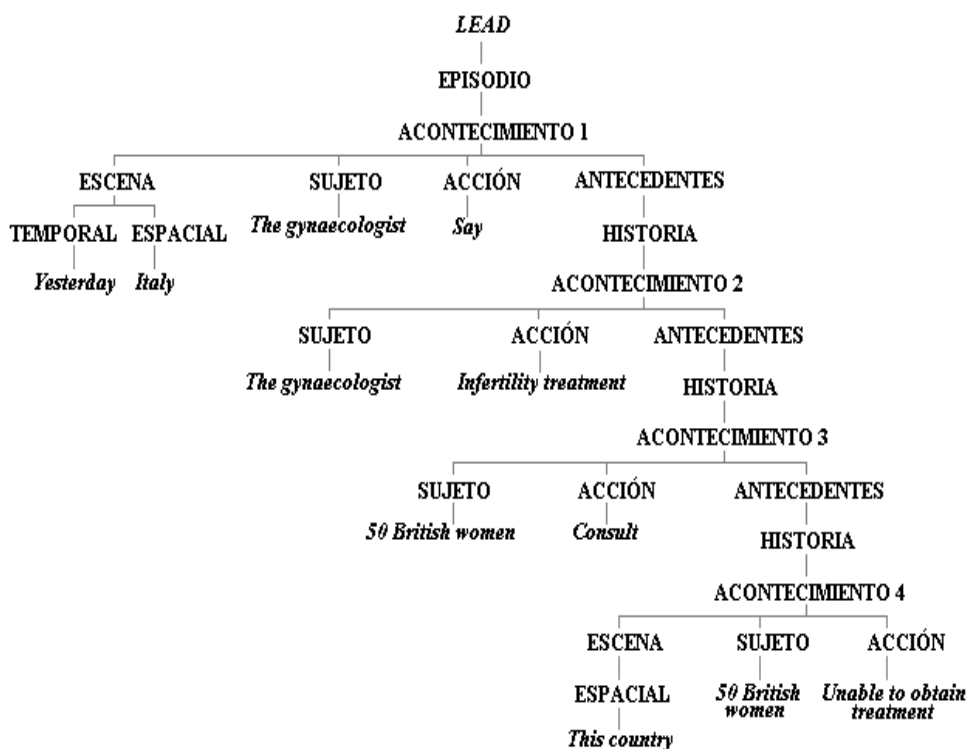 LEAD
EPISODIO
ACONTECIMIENTO 1
ESCENA SUJETO ACCIÓN ANTECEDENTES
The gynaecologist Say
TEMPORAL ESPACIAL HISTORIA
Yesterday Italy ACONTECIMIENTO 2
SUJETO ACCIÓN ANTECEDENTES
The gynaecologist Infertility treatment
HISTORIA
ACONTECIMIENTO 3
SUJETO ACCIÓN ANTECEDENTES
50 British women Consult
HISTORIA
ACONTECIMIENTO 4
ESCENA SUJETO ACCIÓN
ESPACIAL 50 British Unable to obtain
women treatment
This country